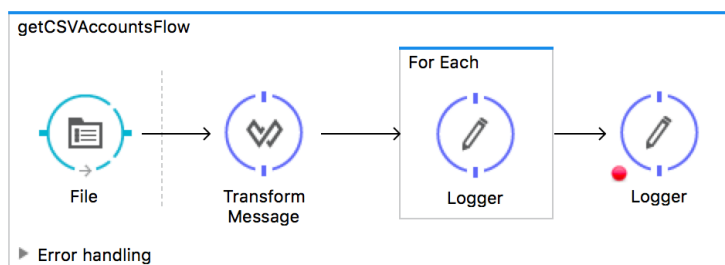 getCSVAccountsFlow
For Each
File
Transform
Message
Logger
Logger
Error handling